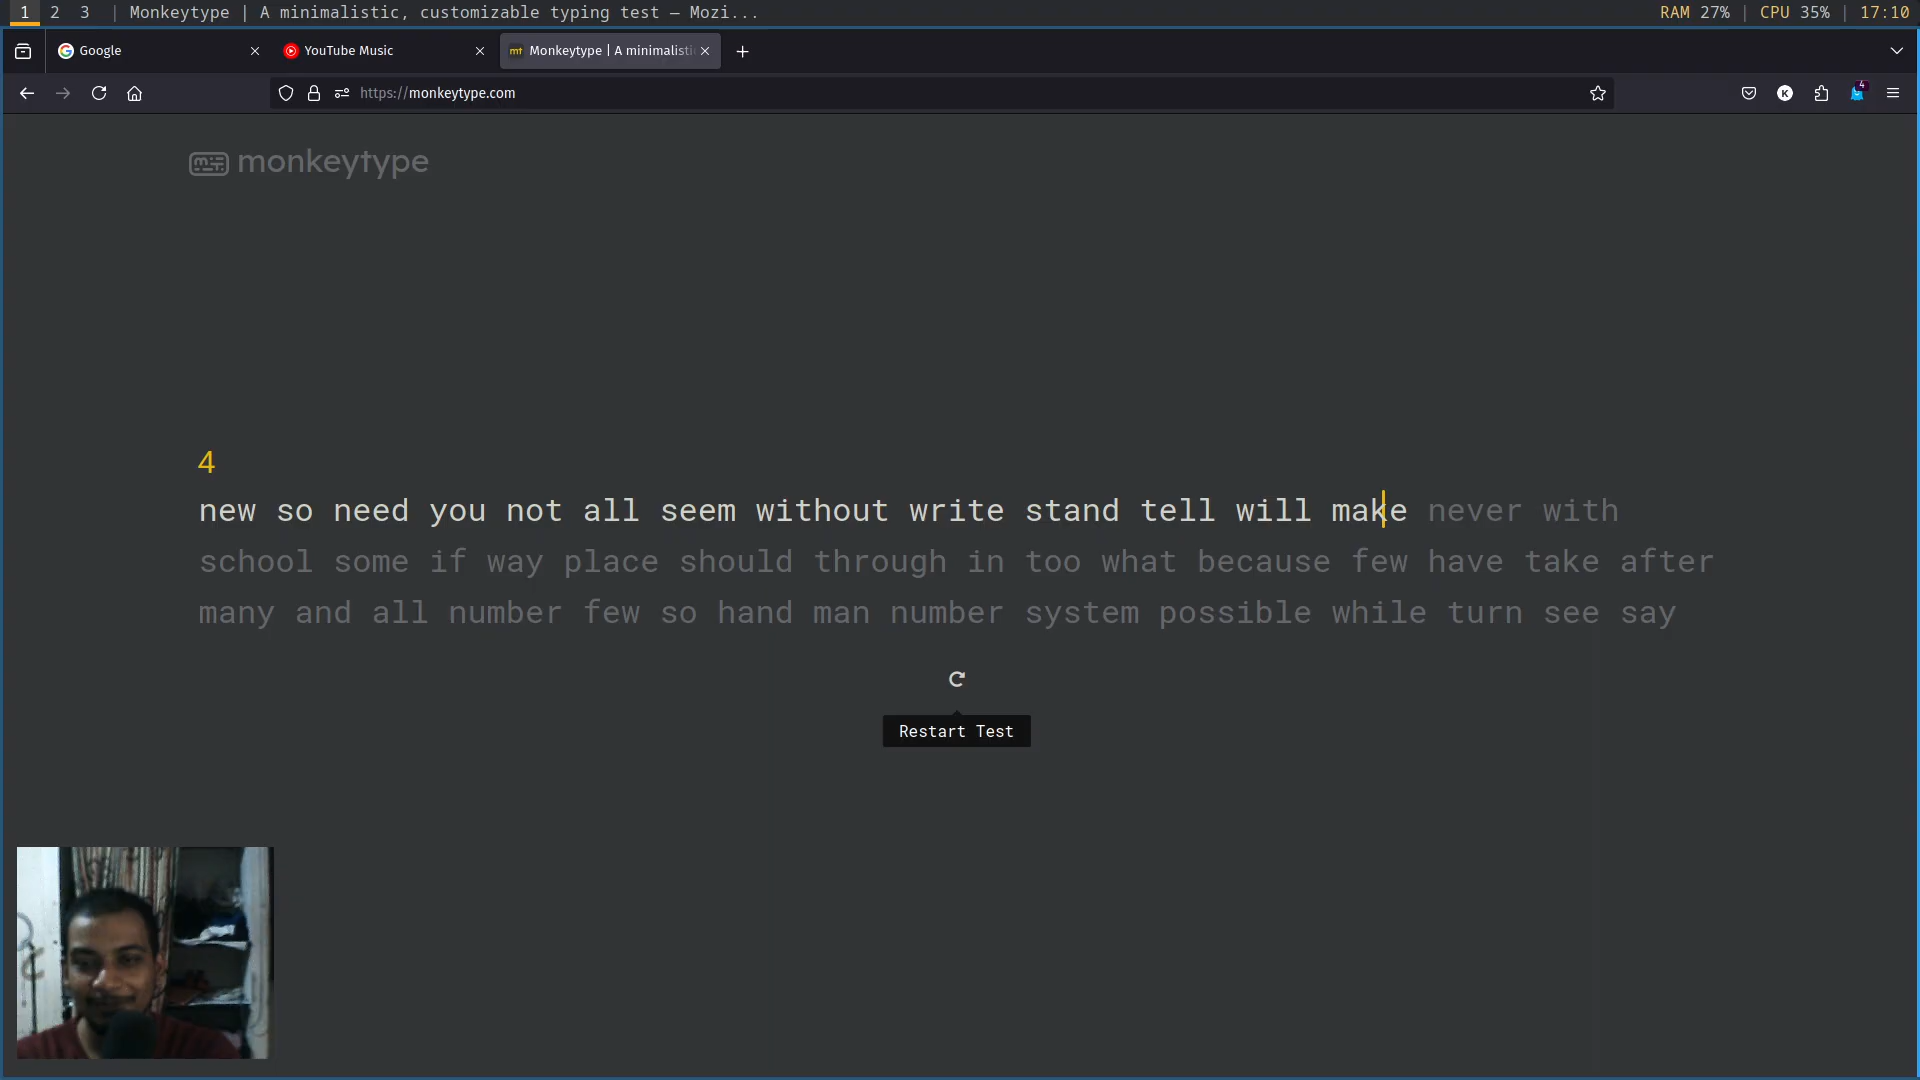 1 2 3 | Monkeytype | A minimalistic, customizable typing test — Mozi... RAM 27% | CPU 35% | 17:10
Google YouTube Music mt Monkeytype | A minimalisti
https://monkeytype.com K 4
monkeytype
4
new so need you not all seem without write stand tell will make never with
school some if way place should through in too what because few have take after
many and all number few so hand man number system possible while turn see say
Restart Test